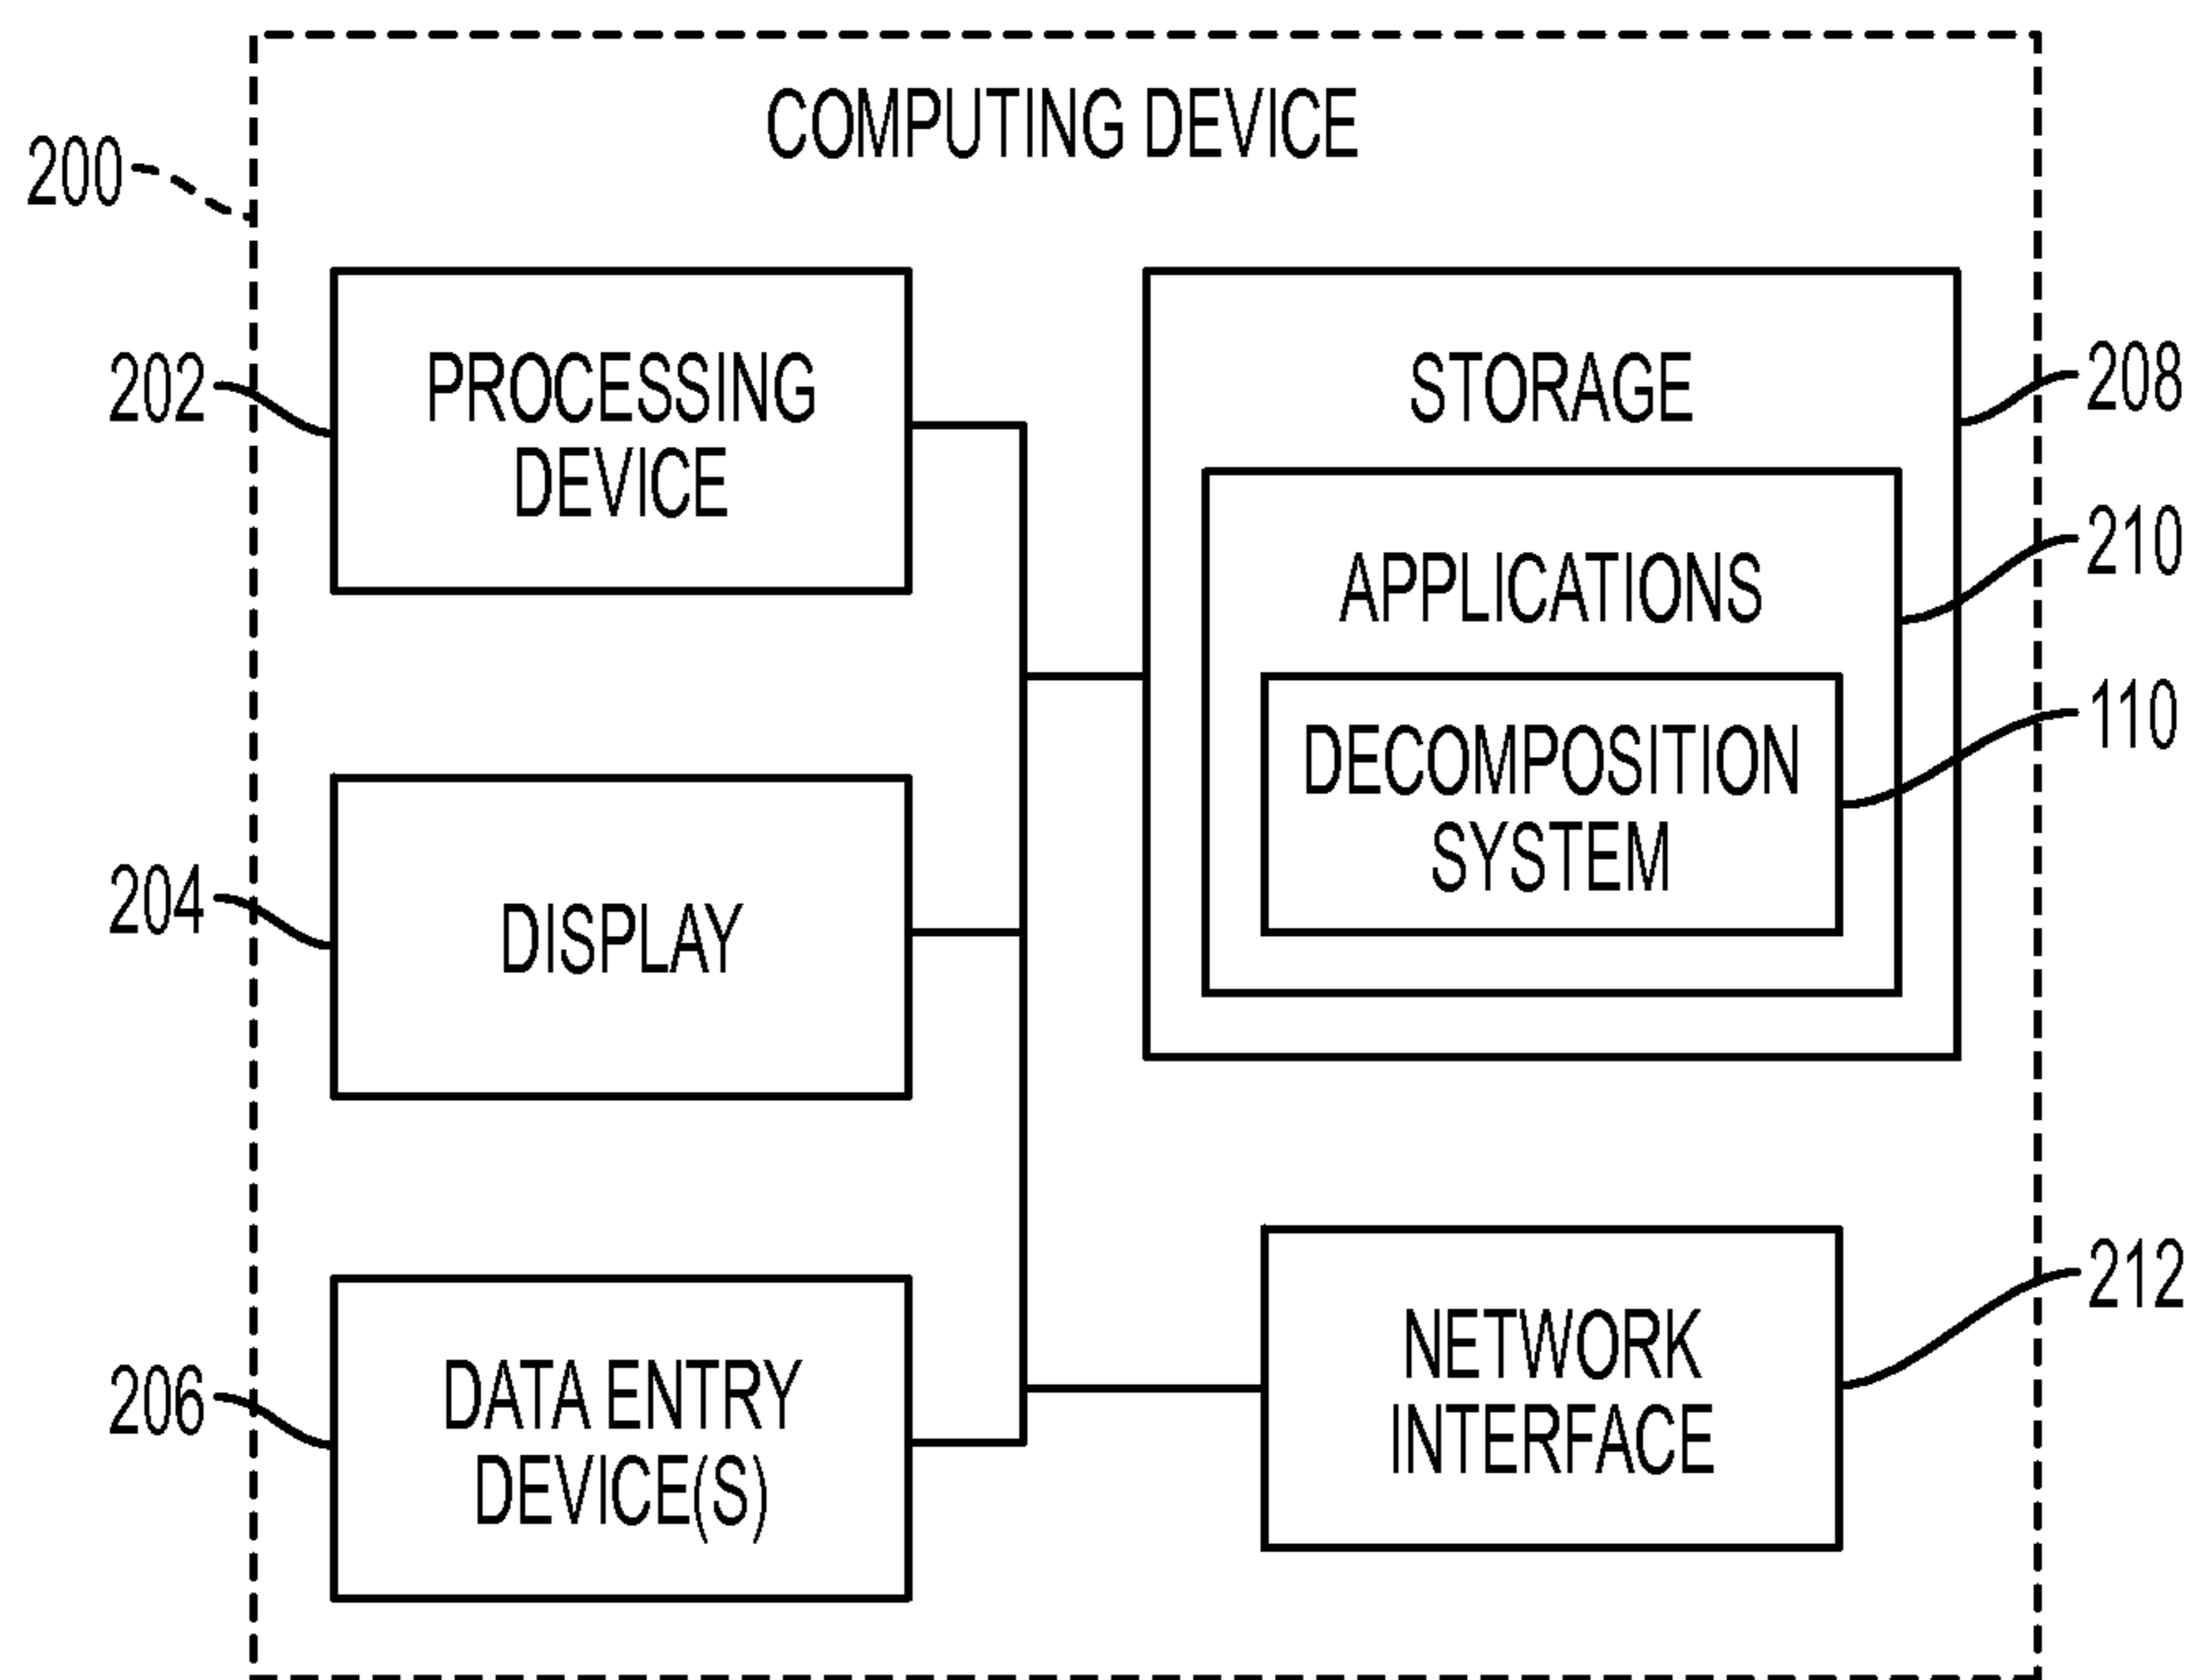 COMPUTING DEVICE
200
202
PROCESSING
DEVICE
STORAGE
208
APPLICATIONS
210
DECOMPOSITION
SYSTEM
110
204
DISPLAY
206
DATA ENTRY
DEVICE(S)
NETWORK
INTERFACE
212